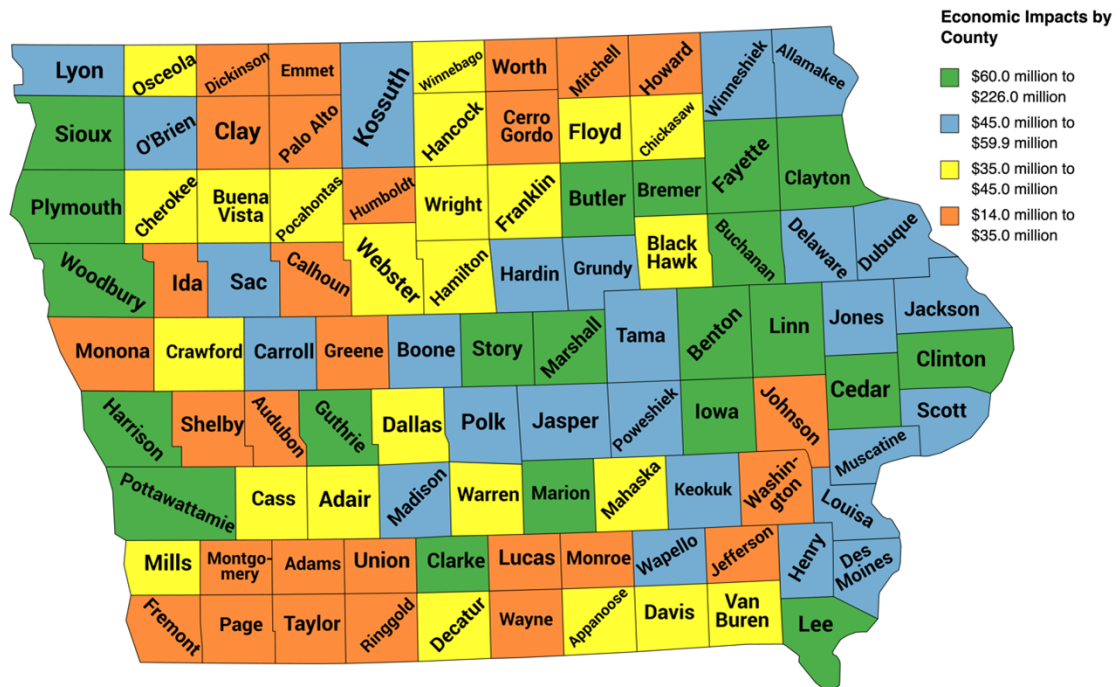 Economic Impacts by
County
$60.0 million to
$226.0 million
$45.0 million to
$59.9 million
$35.0 million to
$45.0 million
$14.0 million to
$35.0 million
Lyon
Osceola
Dickinson
Emmet
Kossuth
Winnebago
Worth
Mitchell
Howard
Winneshiek
Allamakee
Sioux
O'Brien
Clay
Palo Alto
Hancock
Cerro
Gordo
Floyd
Chickasaw
Fayette
Clayton
Plymouth
Cherokee
Buena
Vista
Pocahontas
Humboldt
Wright
Franklin
Butler
Bremer
Woodbury
Ida
Sac
Calhoun
Webster
Hamilton
Hardin
Grundy
Black
Hawk
Buchanan
Delaware
Dubuque
Monona
Crawford
Carroll
Greene
Boone
Story
Marshall
Tama
Benton
Linn
Jones
Jackson
Clinton
Harrison
Shelby
Audubon
Guthrie
Dallas
Polk
Jasper
Poweshiek
Iowa
Johnson
Cedar
Scott
Muscatine
Pottawattamie
Cass
Adair
Madison
Warren
Marion
Mahaska
Keokuk
Washin-
gton
Louisa
Mills
Montgo-
mery
Adams
Union
Clarke
Lucas
Monroe
Wapello
Jefferson
Henry
Des
Moines
Fremont
Page
Taylor
Ringgold
Decatur
Wayne
Appanoose
Davis
Van
Buren
Lee